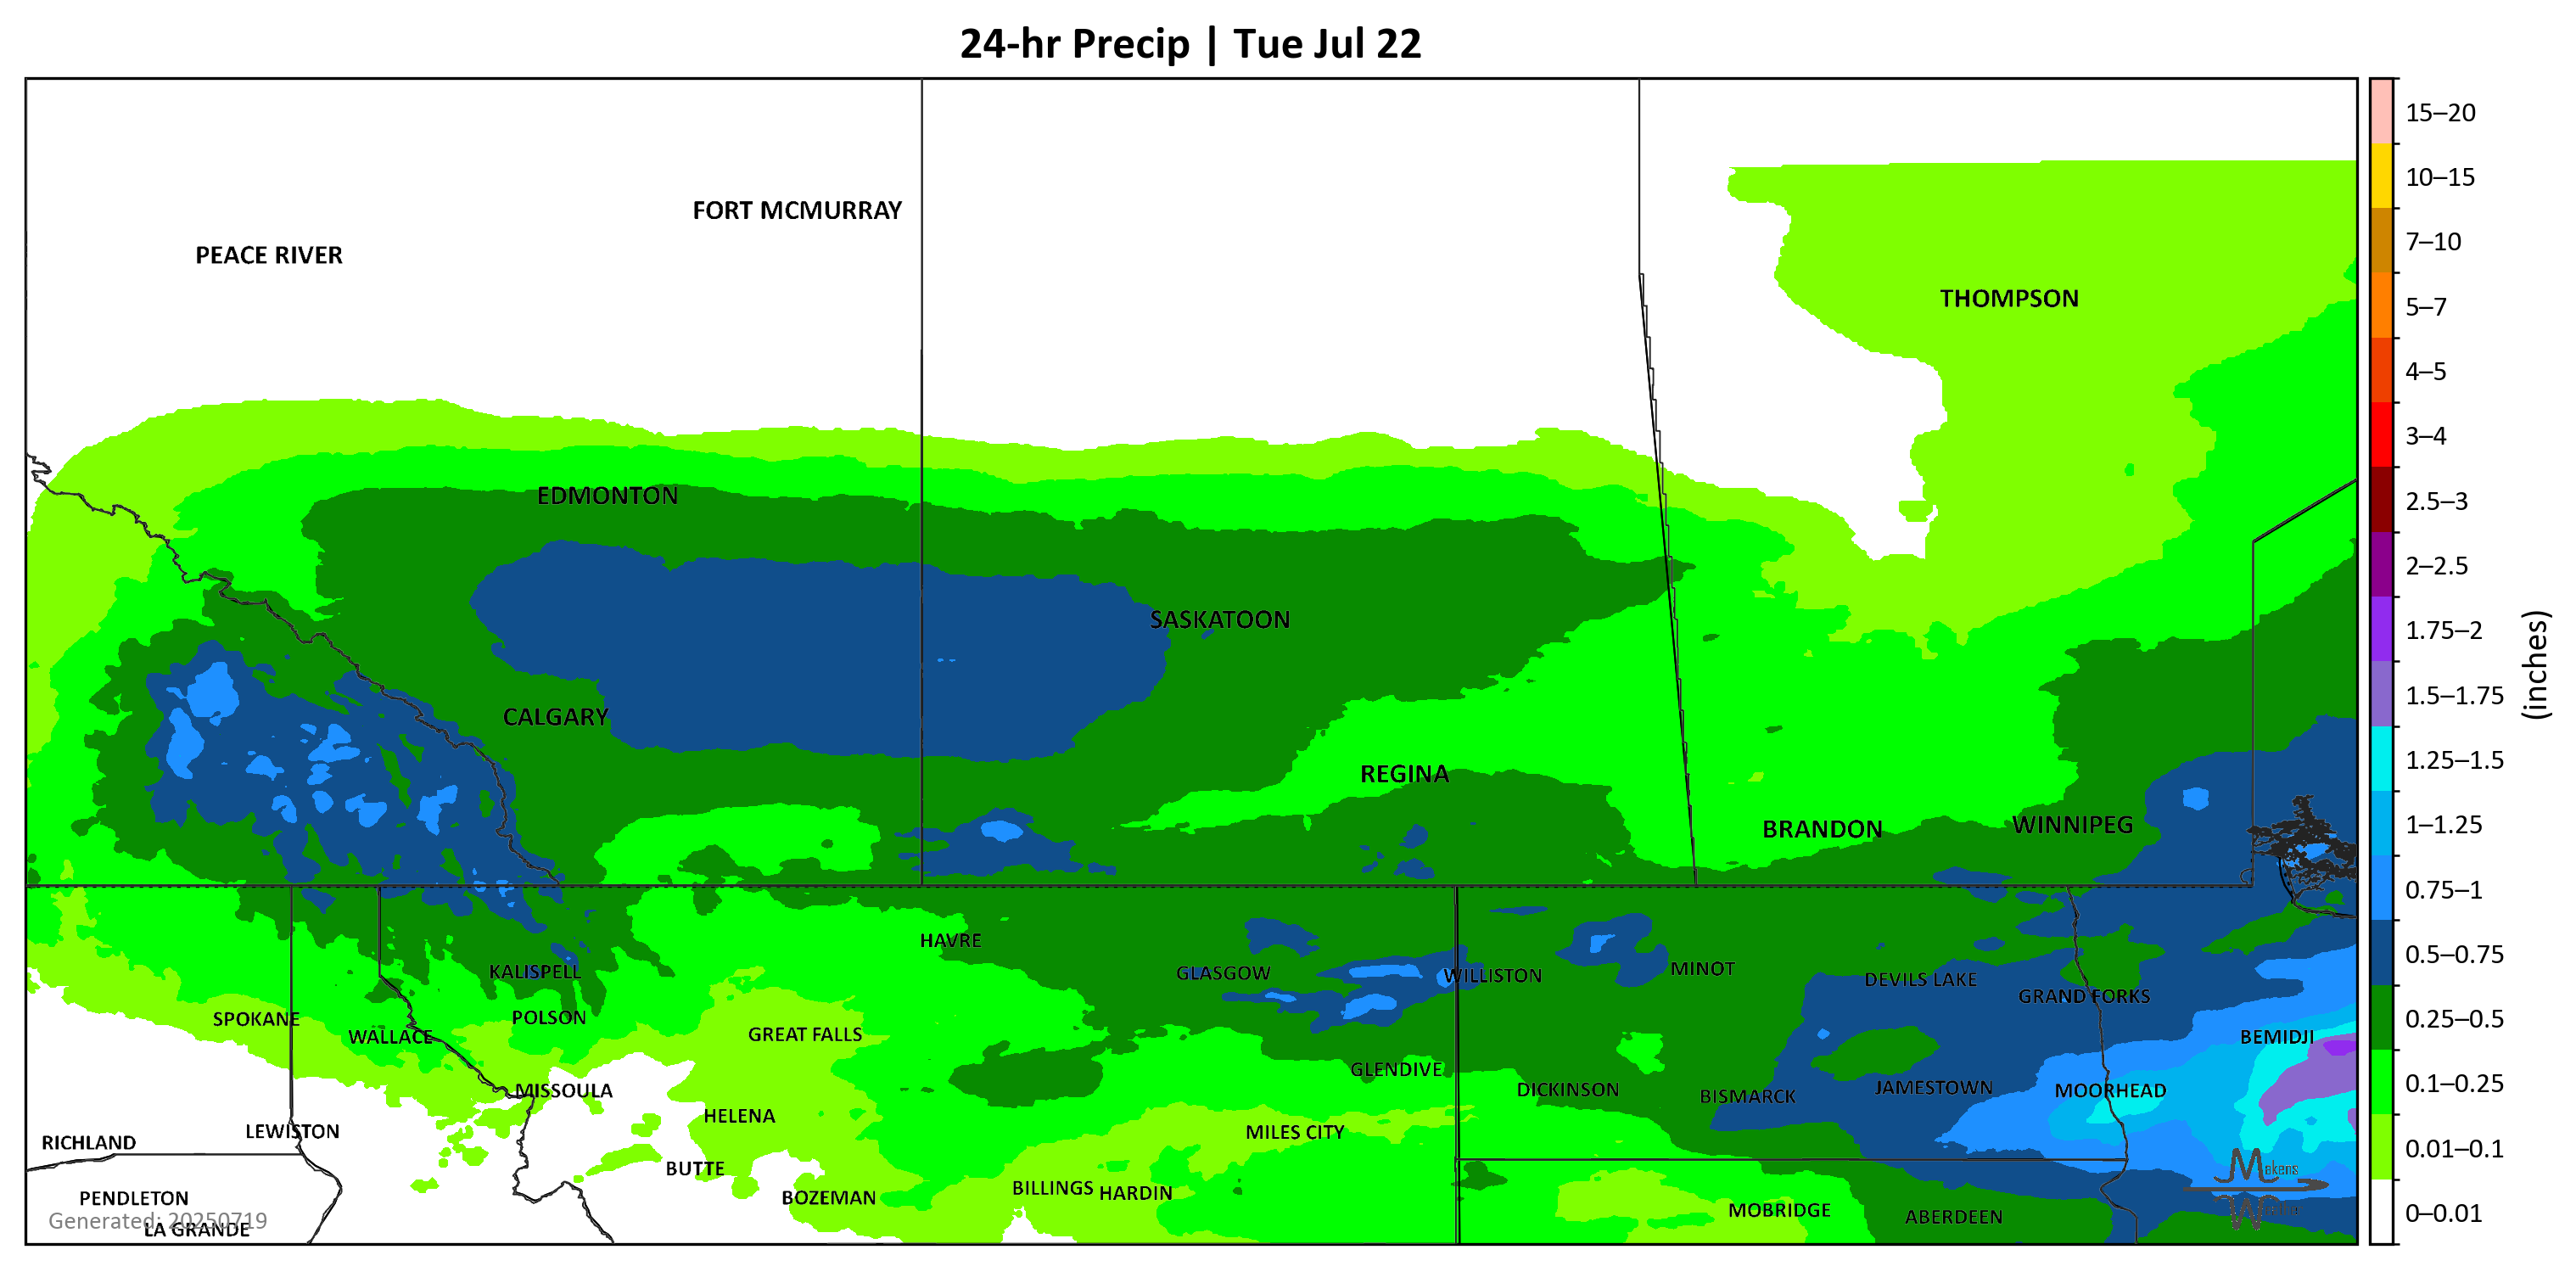 24-hr Precip | Tue Jul 22
15–20
10–15
7–10
5–7
4–5
3–4
2.5–3
2–2.5
1.75–2
1.5–1.75
1.25–1.5
1–1.25
0.75–1
0.5–0.75
0.25–0.5
0.1–0.25
0.01–0.1
0–0.01
(inches)
FORT MCMURRAY
PEACE RIVER
THOMPSON
EDMONTON
SASKATOON
CALGARY
REGINA
BRANDON
WINNIPEG
HAVRE
GLASGOW
WILLISTON
MINOT
KALISPELL
DEVILS LAKE
GRAND FORKS
SPOKANE
POLSON
WALLACE
GREAT FALLS
BEMIDJI
GLENDIVE
MISSOULA
DICKINSON
BISMARCK
JAMESTOWN
MOORHEAD
HELENA
LEWISTON
MILES CITY
RICHLAND
BUTTE
BILLINGS
HARDIN
PENDLETON
BOZEMAN
MOBRIDGE
ABERDEEN
Generated: 20250719
LA GRANDE
Makens
Weather